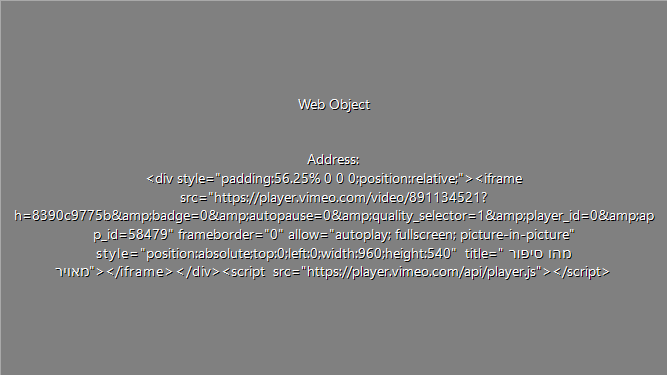 Web Object
Address:
<div style="padding:56.25% 0 0 0;position:relative;"><iframe
src="https://player.vimeo.com/video/891134521?
h=8390c9775b&amp;badge=0&amp;autopause=0&amp;quality_selector=1&amp;player_id=0&amp;ap
p_id=58479" frameborder="0" allow="autoplay; fullscreen; picture-in-picture"
style="position:absolute;top:0;left:0;width:960;height:540" title=" מהו סיפור
מאויר"></iframe></div><script src="https://player.vimeo.com/api/player.js"></script>